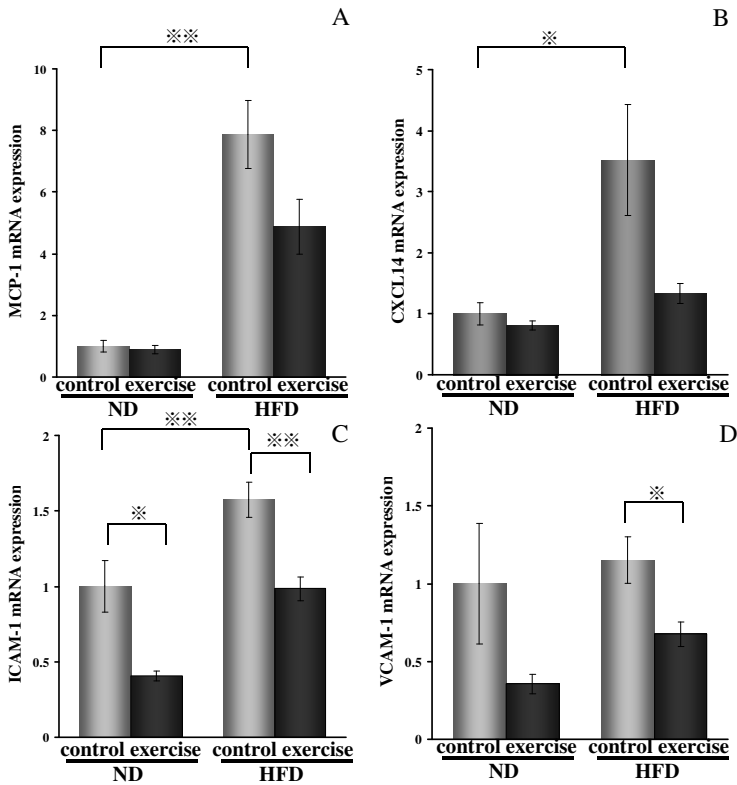 A
※※
10
8
6
4
2
0
MCP-1 mRNA expression
control exercise control exercise
ND HFD
B
※
5
4
3
2
1
0
CXCL14 mRNA expression
control exercise control exercise
ND HFD
C
※※
※※
※
2
1.5
1
0.5
0
ICAM-1 mRNA expression
control exercise control exercise
ND HFD
D
※
2
1.5
1
0.5
0
VCAM-1 mRNA expression
control exercise control exercise
ND HFD